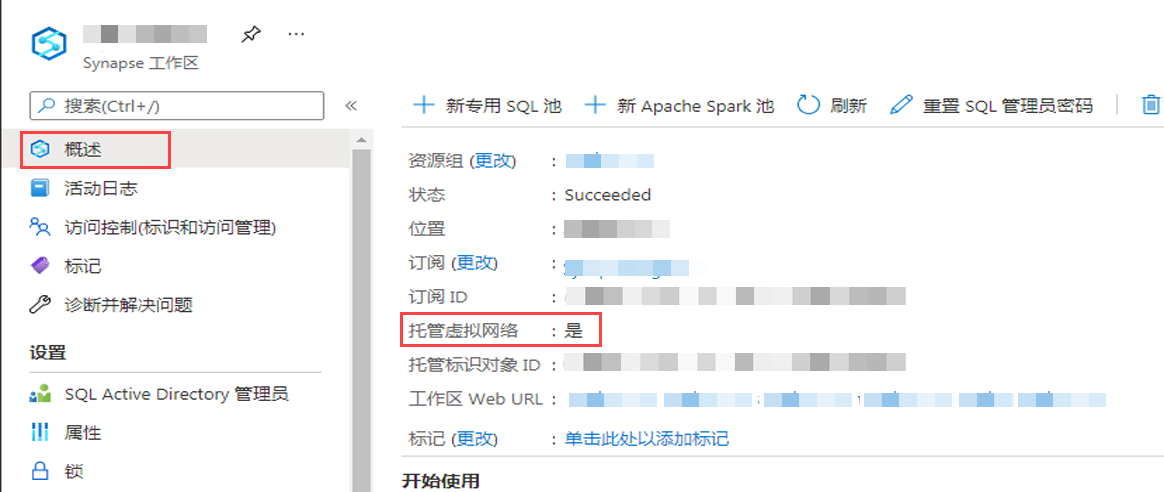 Synapse 工作区
搜索(Ctrl+/)
概述
活动日志
访问控制(标识和访问管理)
标记
诊断并解决问题
设置
SQL Active Directory 管理员
属性
锁
新专用 SQL 池 新 Apache Spark 池 刷新 重置 SQL 管理员密码
资源组 (更改) :
状态 : Succeeded
位置 :
订阅 (更改) :
订阅 ID :
托管虚拟网络 : 是
托管标识对象 ID :
工作区 Web URL :
标记 (更改) : 单击此处以添加标记
开始使用